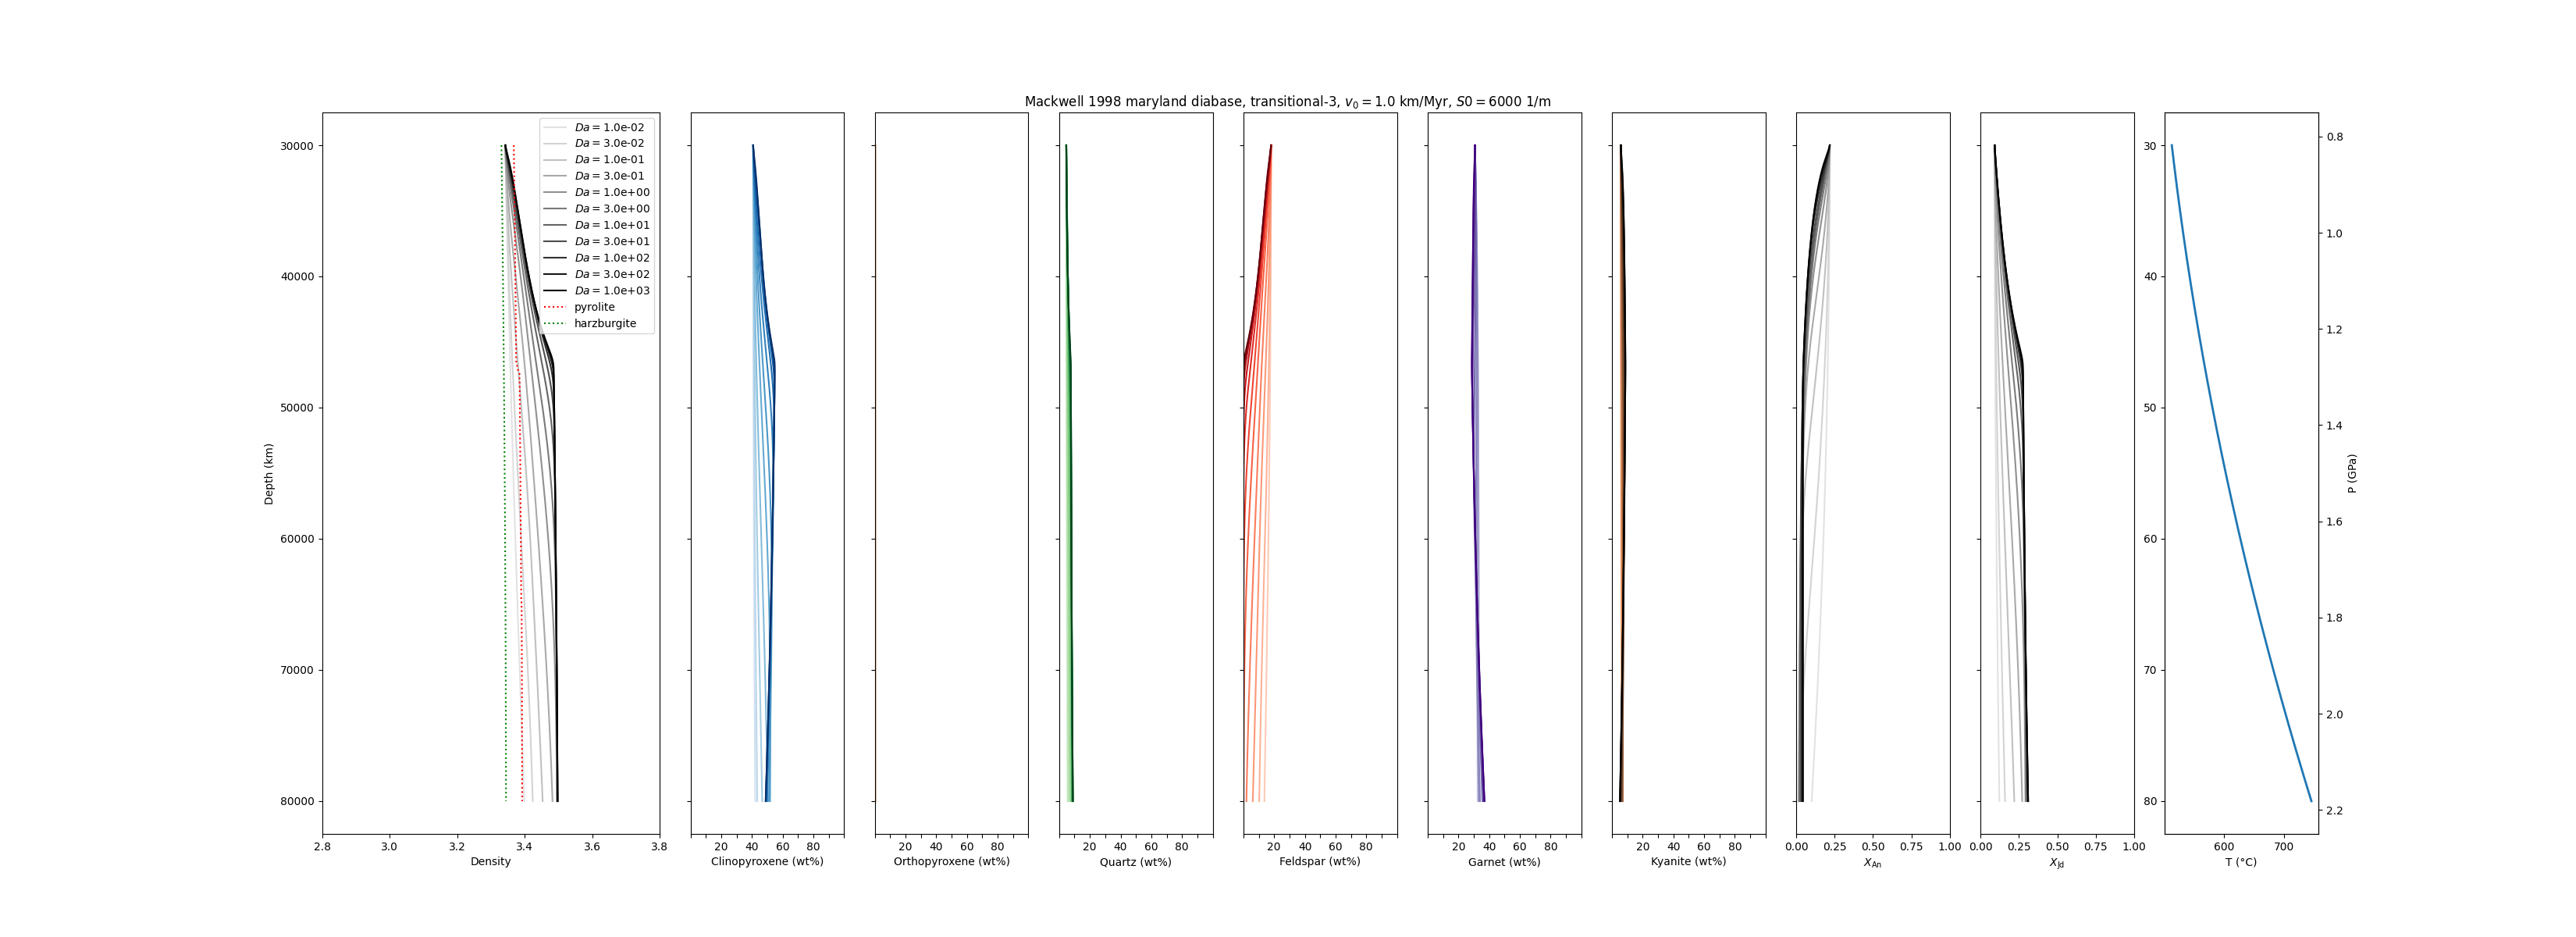 Mackwell 1998 maryland diabase, transitional-3, v₀ = 1.0 km/Myr, S0 = 6000 1/m
Da = 1.0e-02
Da = 3.0e-02
Da = 1.0e-01
Da = 3.0e-01
Da = 1.0e+00
Da = 3.0e+00
Da = 1.0e+01
Da = 3.0e+01
Da = 1.0e+02
Da = 3.0e+02
Da = 1.0e+03
pyrolite
harzburgite
Depth (km)
30000
40000
50000
60000
70000
80000
2.8 3.0 3.2 3.4 3.6 3.8
Density
20 40 60 80
Clinopyroxene (wt%)
20 40 60 80
Orthopyroxene (wt%)
20 40 60 80
Quartz (wt%)
20 40 60 80
Feldspar (wt%)
20 40 60 80
Garnet (wt%)
20 40 60 80
Kyanite (wt%)
0.00 0.25 0.50 0.75 1.00
X_An
0.00 0.25 0.50 0.75 1.00
X_Jd
30
40
50
60
70
80
600 700
T (°C)
0.8
1.0
1.2
1.4
1.6
1.8
2.0
2.2
P (GPa)